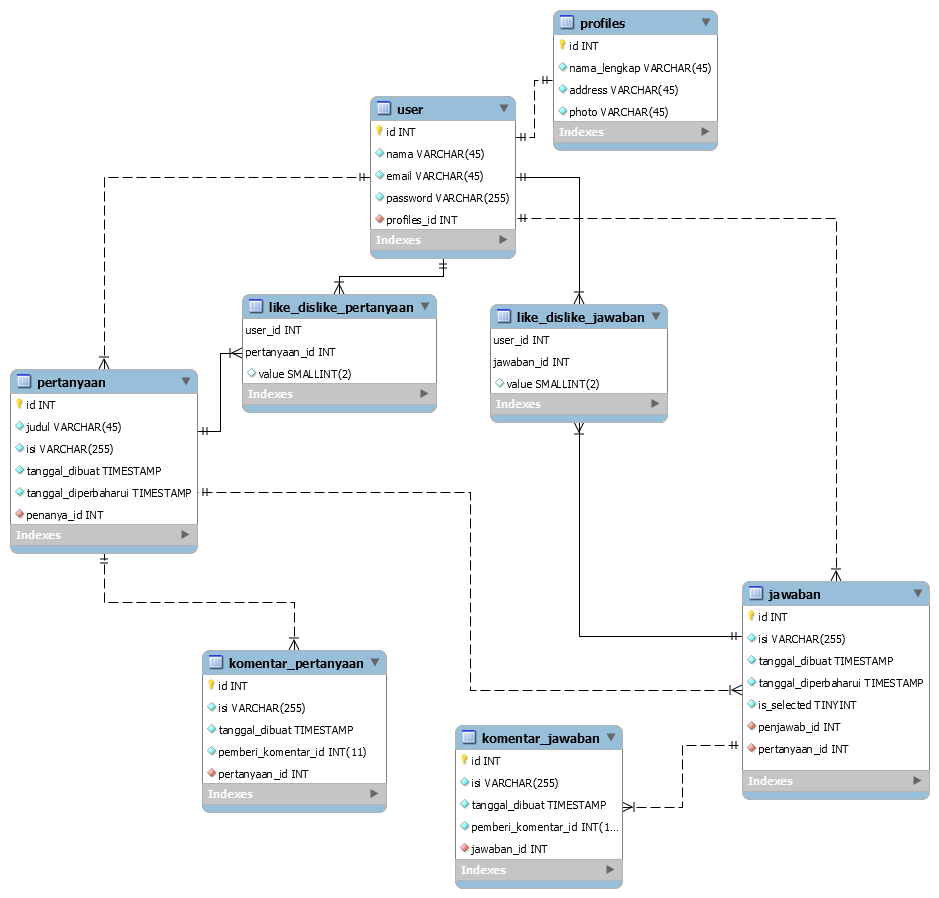 profiles
id INT
nama_lengkap VARCHAR(45)
address VARCHAR(45)
photo VARCHAR(45)
Indexes
user
id INT
nama VARCHAR(45)
email VARCHAR(45)
password VARCHAR(255)
profiles_id INT
Indexes
like_dislike_pertanyaan
user_id INT
pertanyaan_id INT
value SMALLINT(2)
Indexes
like_dislike_jawaban
user_id INT
jawaban_id INT
value SMALLINT(2)
Indexes
pertanyaan
id INT
judul VARCHAR(45)
isi VARCHAR(255)
tanggal_dibuat TIMESTAMP
tanggal_diperbaharui TIMESTAMP
penanya_id INT
Indexes
jawaban
id INT
isi VARCHAR(255)
tanggal_dibuat TIMESTAMP
tanggal_diperbaharui TIMESTAMP
is_selected TINYINT
penjawab_id INT
pertanyaan_id INT
Indexes
komentar_pertanyaan
id INT
isi VARCHAR(255)
tanggal_dibuat TIMESTAMP
pemberi_komentar_id INT(11)
pertanyaan_id INT
Indexes
komentar_jawaban
id INT
isi VARCHAR(255)
tanggal_dibuat TIMESTAMP
pemberi_komentar_id INT(1...
jawaban_id INT
Indexes